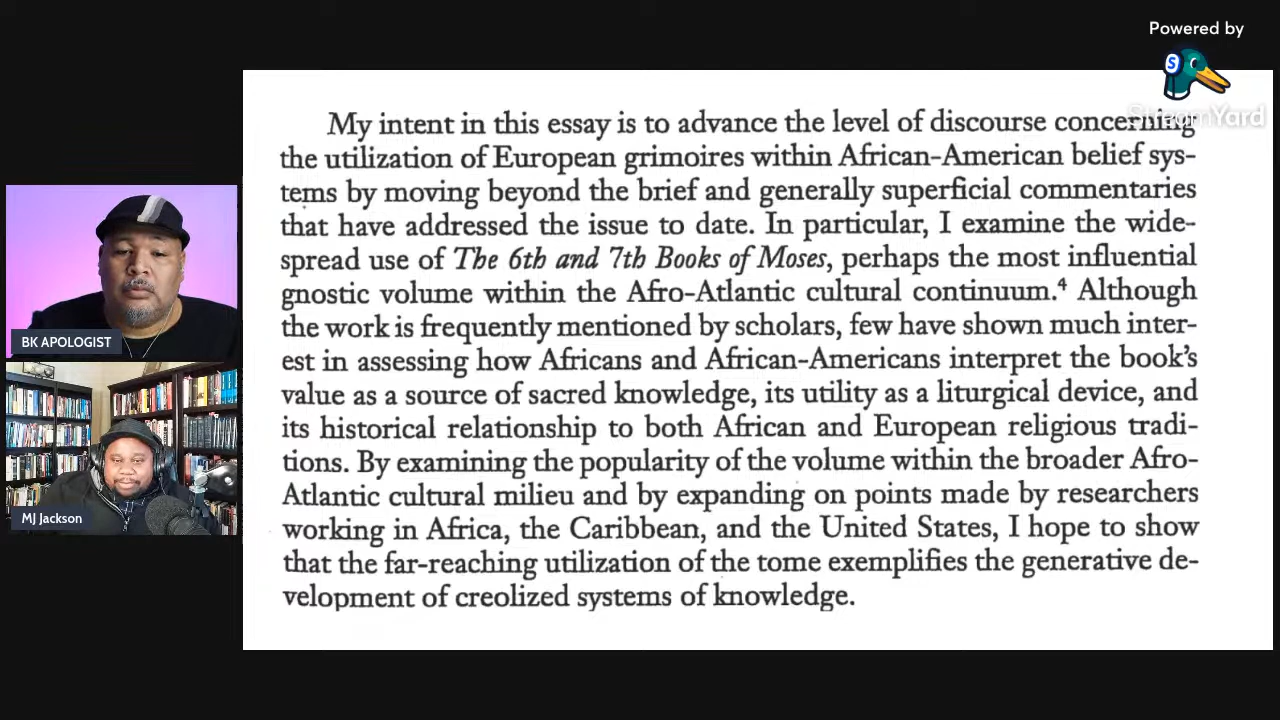 Powered by
StreamYard
My intent in this essay is to advance the level of discourse concerning
the utilization of European grimoires within African-American belief sys-
tems by moving beyond the brief and generally superficial commentaries
that have addressed the issue to date. In particular, I examine the wide-
spread use of The 6th and 7th Books of Moses, perhaps the most influential
gnostic volume within the Afro-Atlantic cultural continuum.⁴ Although
the work is frequently mentioned by scholars, few have shown much inter-
est in assessing how Africans and African-Americans interpret the book's
value as a source of sacred knowledge, its utility as a liturgical device, and
its historical relationship to both African and European religious tradi-
tions. By examining the popularity of the volume within the broader Afro-
Atlantic cultural milieu and by expanding on points made by researchers
working in Africa, the Caribbean, and the United States, I hope to show
that the far-reaching utilization of the tome exemplifies the generative de-
velopment of creolized systems of knowledge.
BK APOLOGIST
MJ Jackson